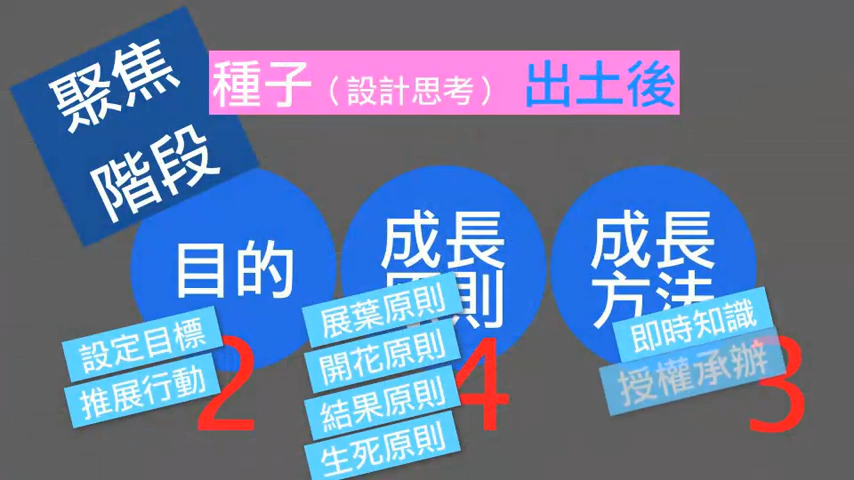 聚焦
階段
種子（設計思考） 出土後
目的
設定目標
推展行動
2
成長
原則
展葉原則
開花原則
結果原則
生死原則
4
成長
方法
即時知識
授權承辦
3